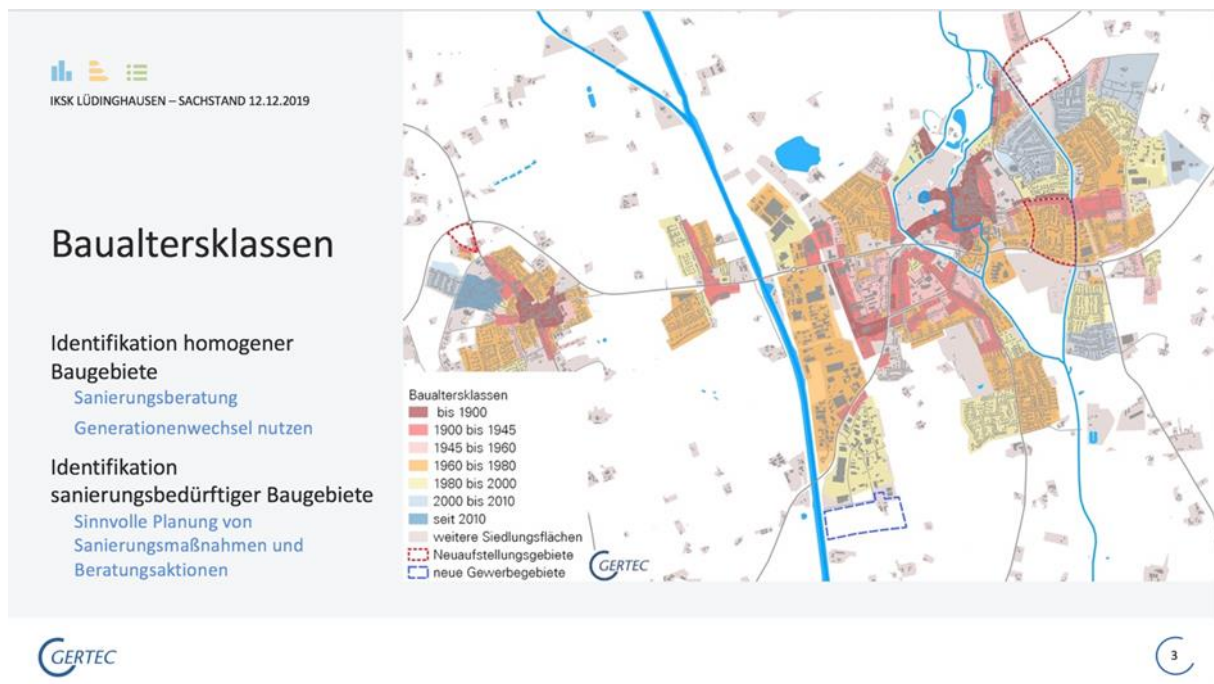 IKSK LÜDINGHAUSEN – SACHSTAND 12.12.2019
Baualtersklassen
Identifikation homogener
Baugebiete
Sanierungsberatung
Generationenwechsel nutzen
Identifikation
sanierungsbedürftiger Baugebiete
Sinnvolle Planung von
Sanierungsmaßnahmen und
Beratungsaktionen
Baualtersklassen
bis 1900
1900 bis 1945
1945 bis 1960
1960 bis 1980
1980 bis 2000
2000 bis 2010
seit 2010
weitere Siedlungsflächen
Neuaufstellungsgebiete
neue Gewerbegebiete
GERTEC
GERTEC
3